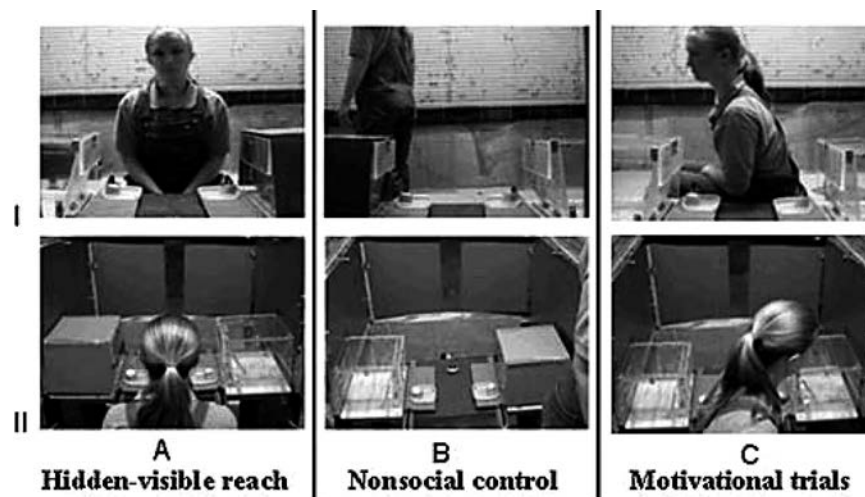 I
II
A
B
C
Hidden-visible reach
Nonsocial control
Motivational trials